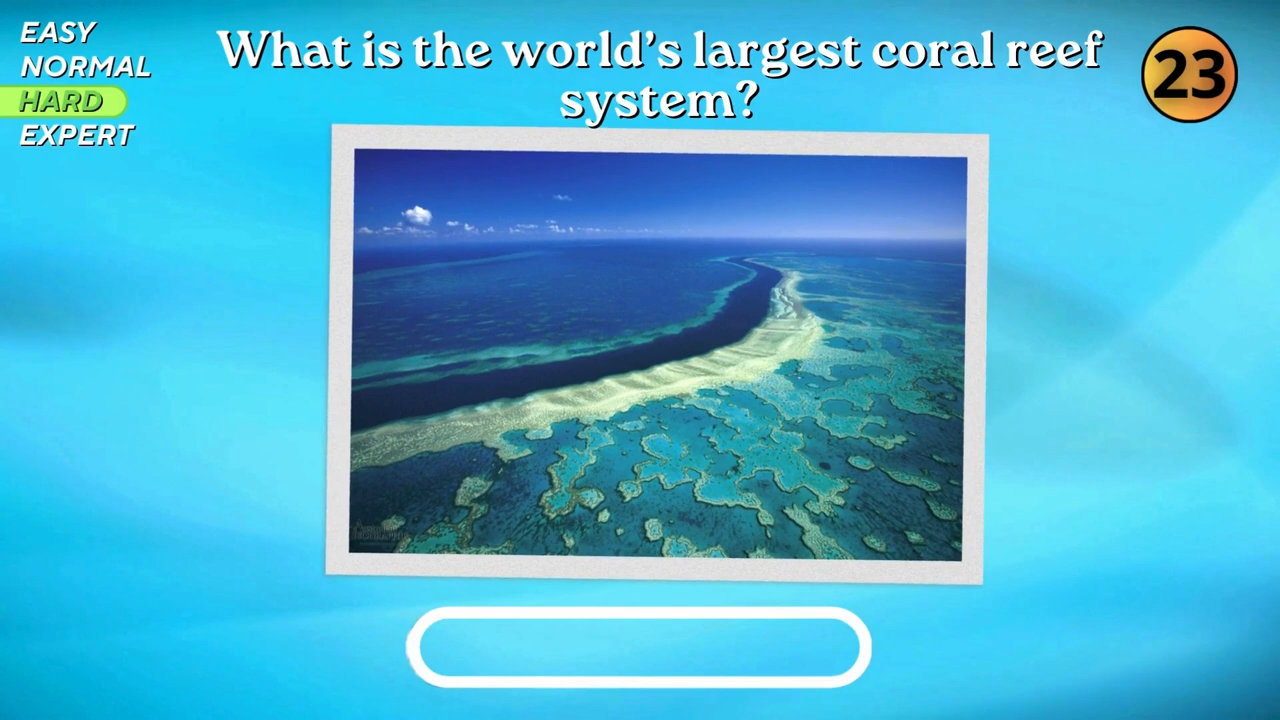 EASY
NORMAL
HARD
EXPERT
What is the world's largest coral reef
system?
23